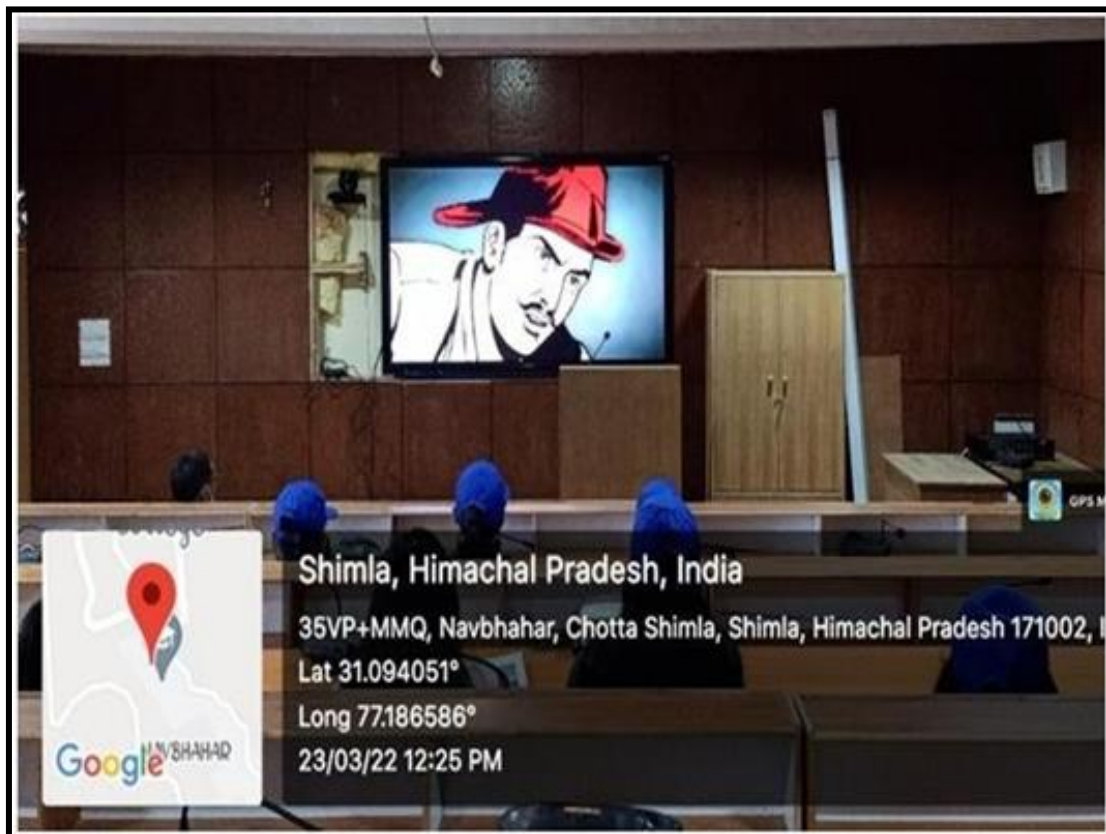 GPS M
Shimla, Himachal Pradesh, India
35VP+MMQ, Navbhahar, Chotta Shimla, Shimla, Himachal Pradesh 171002, I
Lat 31.094051°
Long 77.186586°
23/03/22 12:25 PM
Google